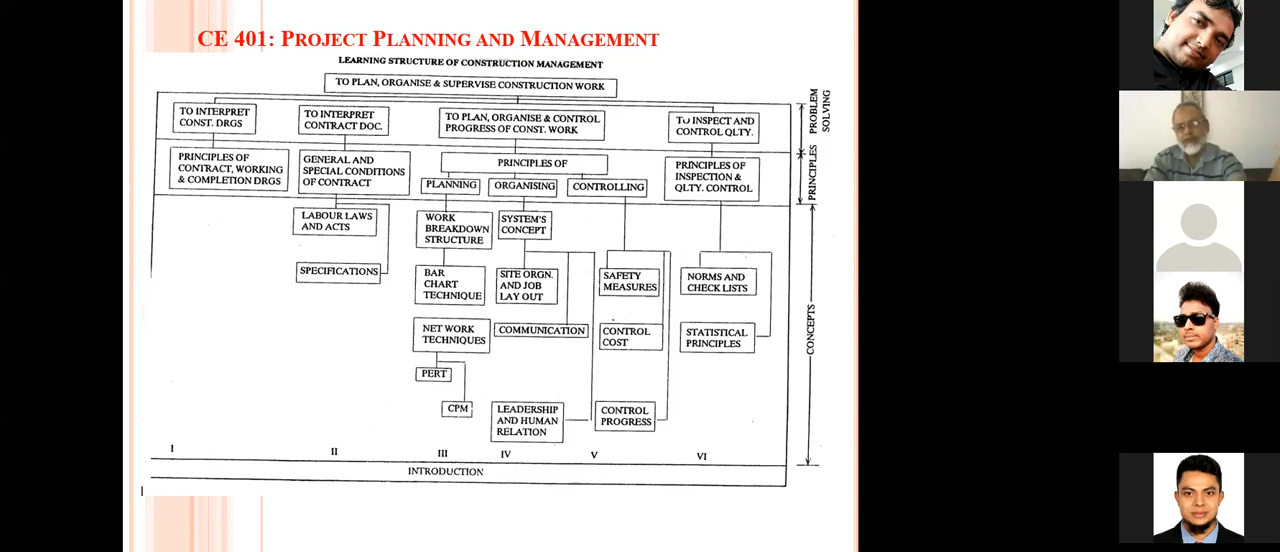 CE 401: PROJECT PLANNING AND MANAGEMENT
LEARNING STRUCTURE OF CONSTRUCTION MANAGEMENT
TO PLAN, ORGANISE & SUPERVISE CONSTRUCTION WORK
TO INTERPRET
CONST. DRGS
TO INTERPRET
CONTRACT DOC.
TO PLAN, ORGANISE & CONTROL
PROGRESS OF CONST. WORK
TO INSPECT AND
CONTROL QLTY.
PROBLEM
SOLVING
PRINCIPLES OF
CONTRACT, WORKING
& COMPLETION DRGS
GENERAL AND
SPECIAL CONDITIONS
OF CONTRACT
PRINCIPLES OF
PLANNING
ORGANISING
CONTROLLING
PRINCIPLES OF
INSPECTION &
QLTY. CONTROL
PRINCIPLES
LABOUR LAWS
AND ACTS
SPECIFICATIONS
WORK
BREAKDOWN
STRUCTURE
BAR
CHART
TECHNIQUE
NET WORK
TECHNIQUES
PERT
CPM
SYSTEM'S
CONCEPT
SITE ORGN.
AND JOB
LAY OUT
COMMUNICATION
LEADERSHIP
AND HUMAN
RELATION
SAFETY
MEASURES
CONTROL
COST
CONTROL
PROGRESS
NORMS AND
CHECK LISTS
STATISTICAL
PRINCIPLES
CONCEPTS
I
II
III
IV
V
VI
INTRODUCTION